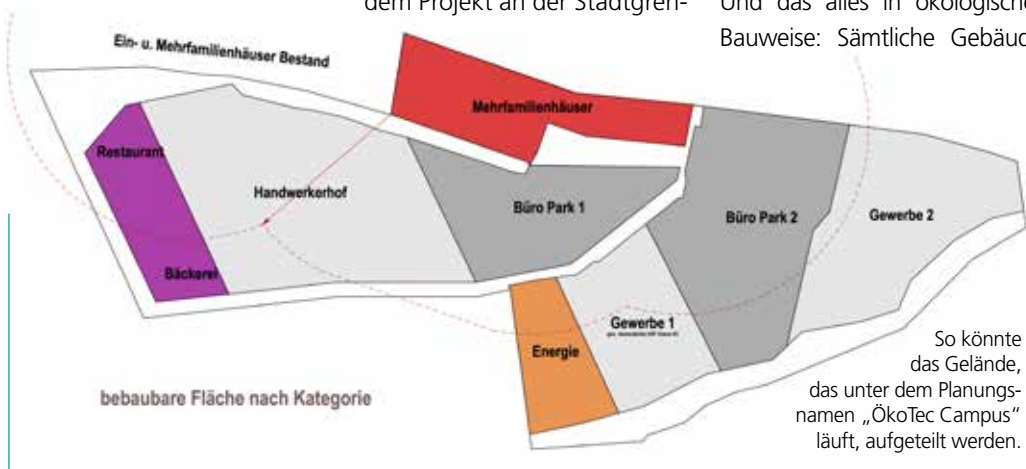 dem Projekt an der Stadtgren-
Und das alles in ökologische
Bauweise: Sämtliche Gebäud
Ein- u. Mehrfamilienhäuser Bestand
Mehrfamilienhäuser
Restaurant
Handwerkerhof
Büro Park 1
Büro Park 2
Gewerbe 2
Bäckerei
Gewerbe 1
Energie
bebaubare Fläche nach Kategorie
So könnte
das Gelände,
das unter dem Planungs-
namen „ÖkoTec Campus“
läuft, aufgeteilt werden.